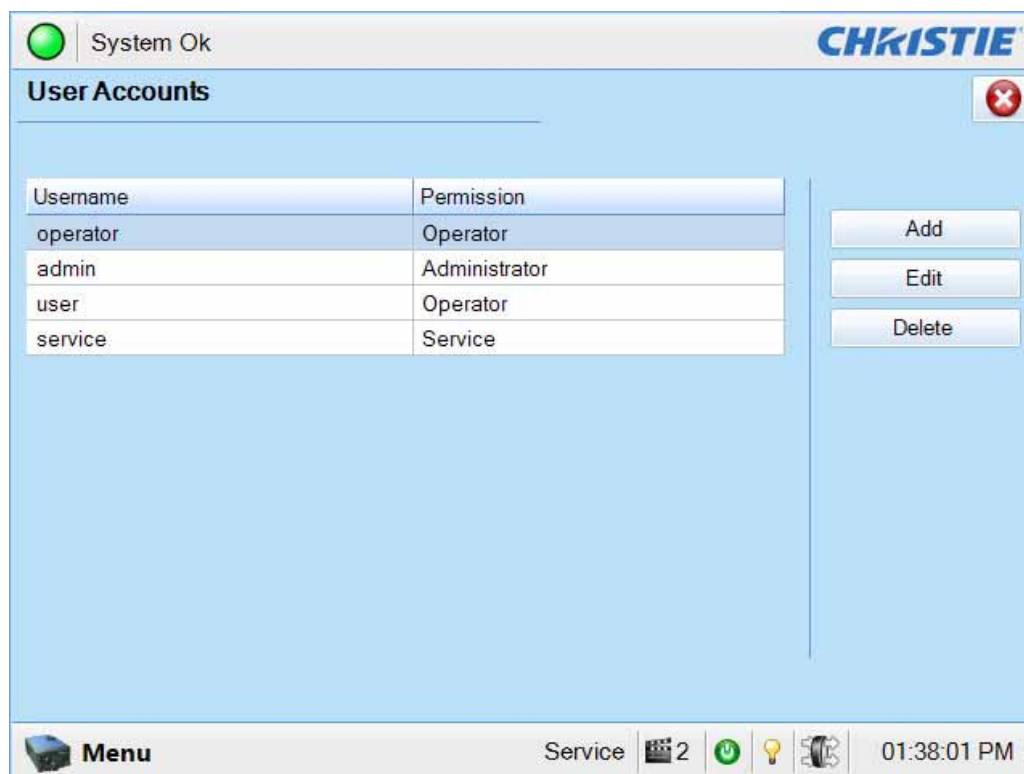 System Ok
CHRISTIE
User Accounts
Username Permission
operator Operator
admin Administrator
user Operator
service Service
Add
Edit
Delete
Menu Service 2 01:38:01 PM